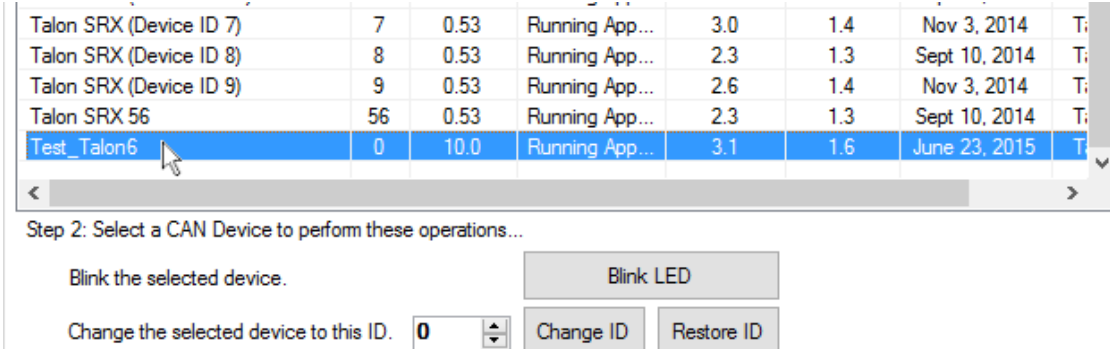 Talon SRX (Device ID 7) 7 0.53 Running App... 3.0 1.4 Nov 3, 2014
Talon SRX (Device ID 8) 8 0.53 Running App... 2.3 1.3 Sept 10, 2014
Talon SRX (Device ID 9) 9 0.53 Running App... 2.6 1.4 Nov 3, 2014
Talon SRX 56 56 0.53 Running App... 2.3 1.3 Sept 10, 2014
Test_Talon6 0 10.0 Running App... 3.1 1.6 June 23, 2015
Step 2: Select a CAN Device to perform these operations...
Blink the selected device. Blink LED
Change the selected device to this ID. 0 Change ID Restore ID